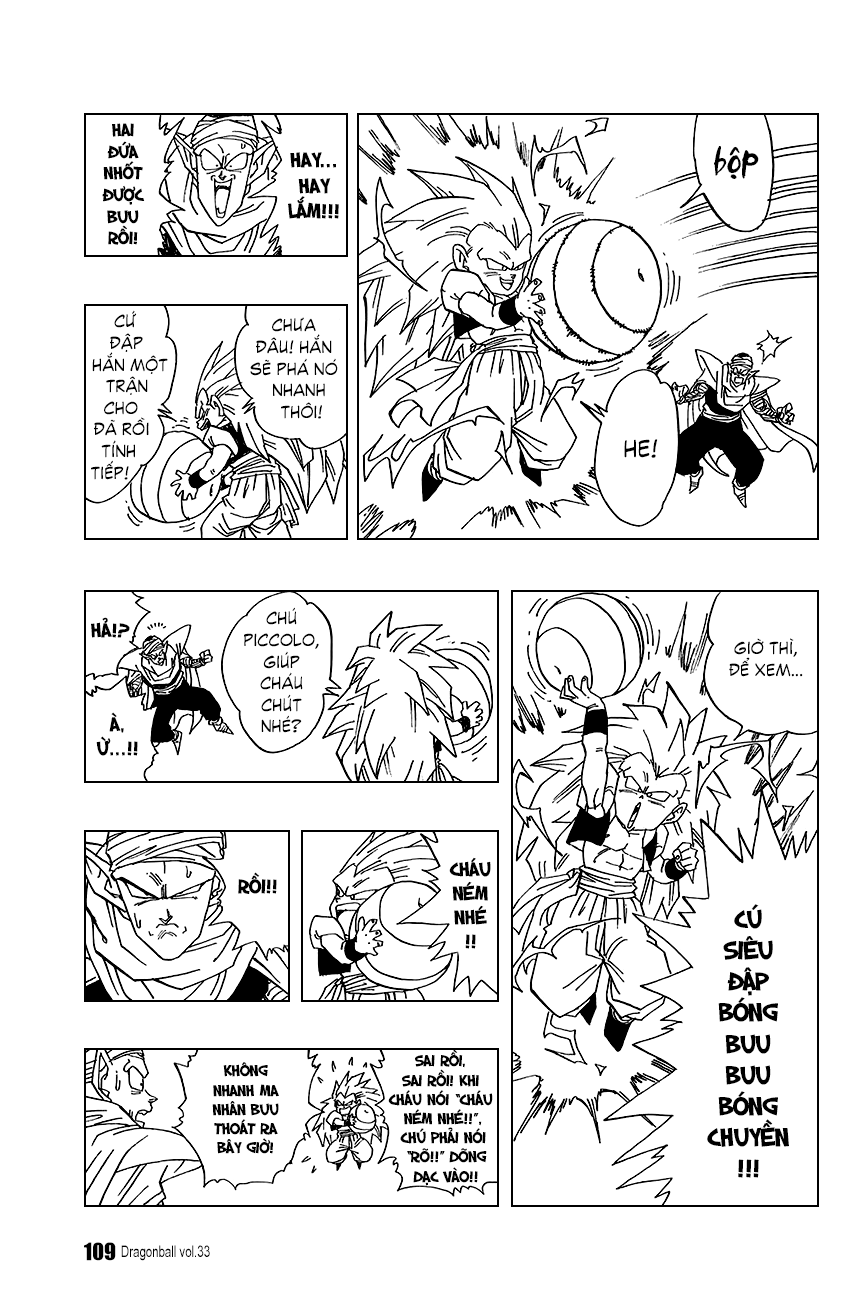 BỘP
HE!
HAY...
HAY
LẮM!!!
HAI
ĐỨA
NHỐT
ĐƯỢC
BUU
RỒI!
CHƯA
ĐÂU! HẮN
SẼ PHÁ NÓ
NHANH
THÔI!
CỨ
ĐẬP
HẮN MỘT
TRẬN
CHO
ĐÃ RỒI
TÍNH
TIẾP!
GIỜ THÌ,
ĐỂ XEM...
CÚ
SIÊU
ĐẬP
BÓNG
BUU
BUU
BÓNG
CHUYỀN
!!!
CHÚ
PICCOLO,
GIÚP
CHÁU
CHÚT
NHÉ?
HẢ!?
À,
Ừ...!!
CHÁU
NÉM
NHÉ
!!
RỒI!!
SAI RỒI,
SAI RỒI! KHI
CHÁU NÓI "CHÁU
NÉM NHÉ!!",
CHÚ PHẢI NÓI
"RÕ!!" DÕNG
DẠC VÀO!!
KHÔNG
NHANH MA
NHÂN BUU
THOÁT RA
BÂY GIỜ!
109 Dragonball vol.33